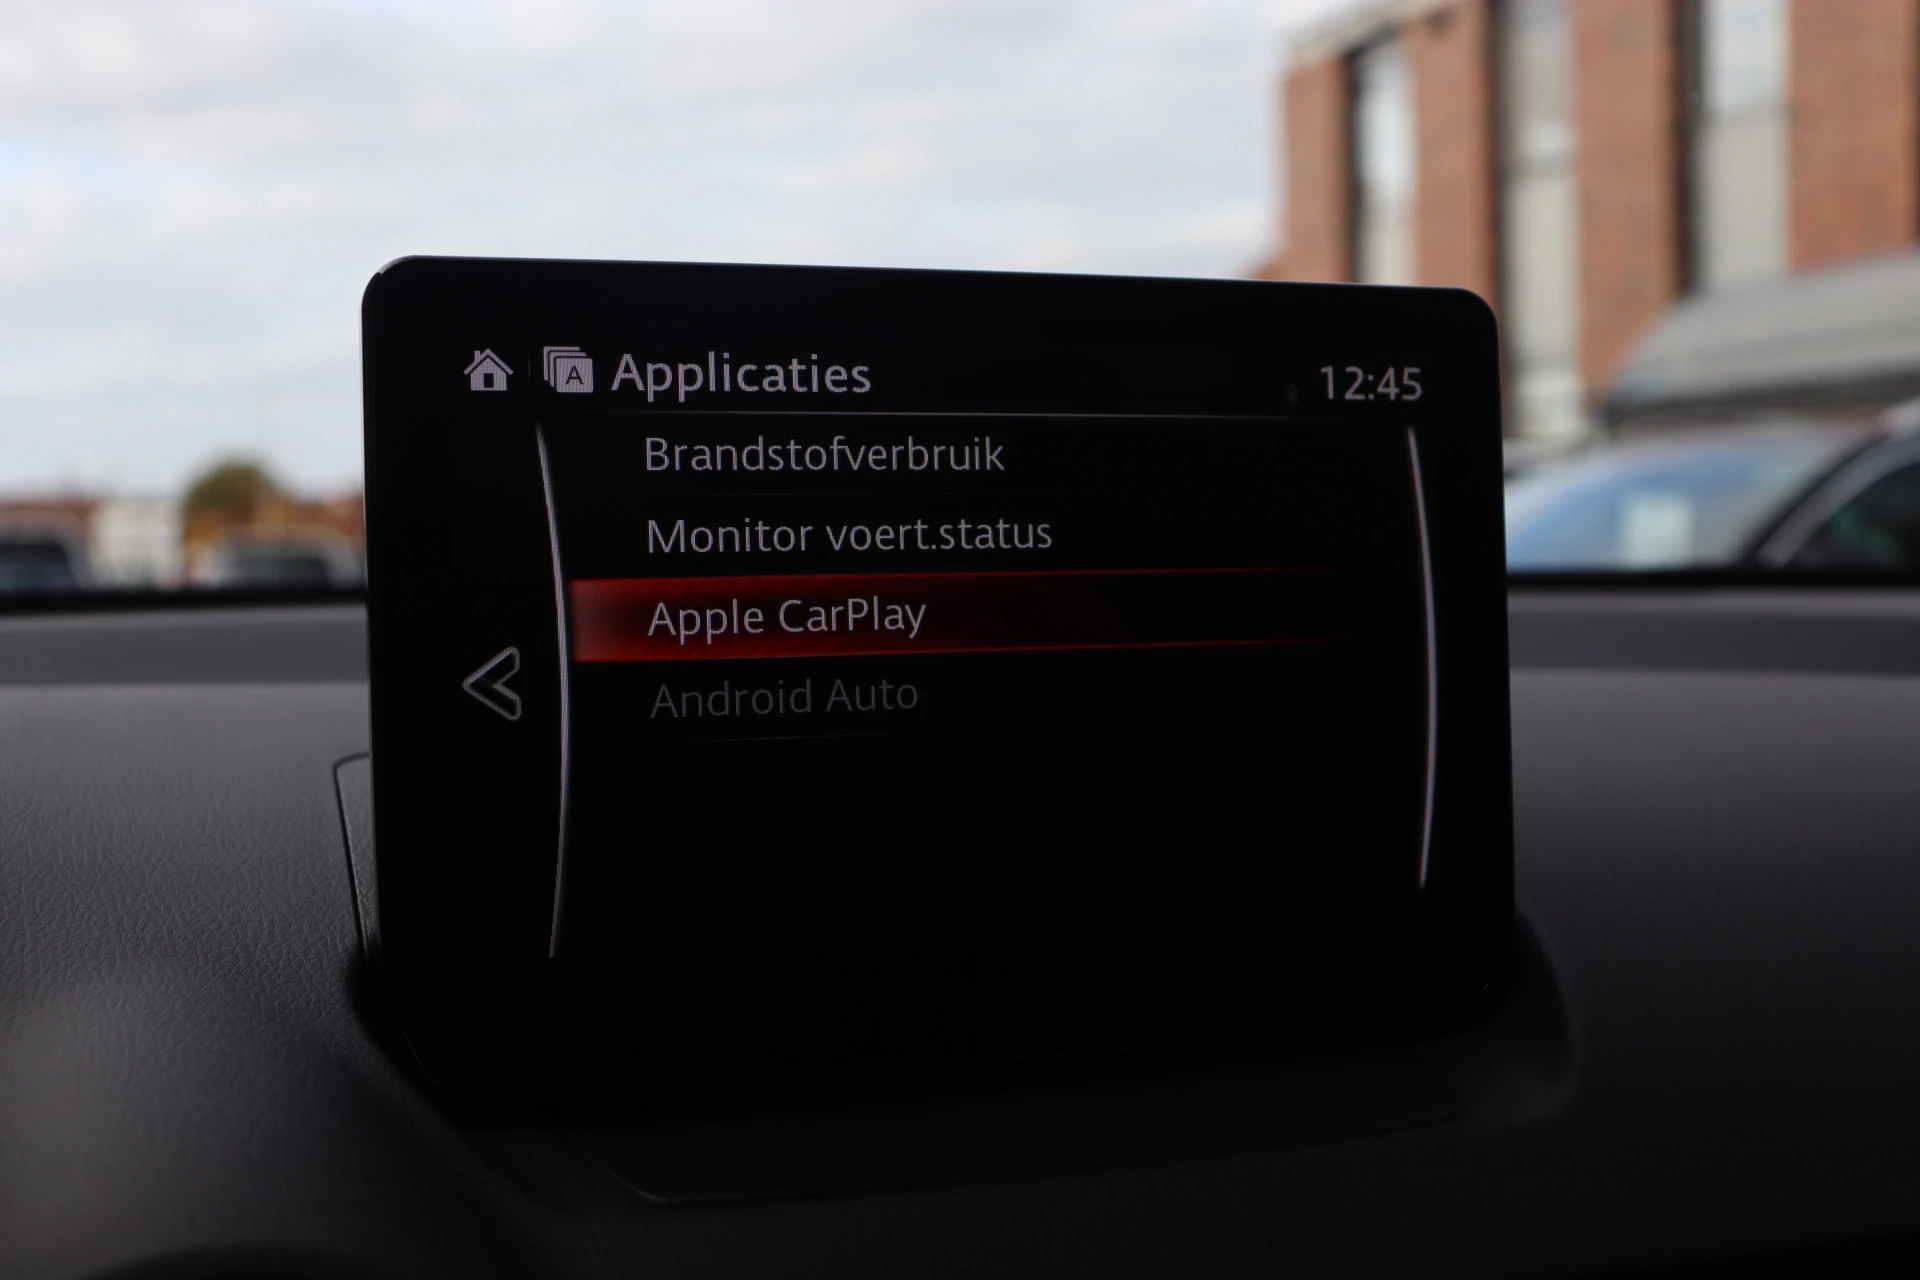 Applicaties
12:45
Brandstofverbruik
Monitor voert.status
Apple CarPlay
Android Auto